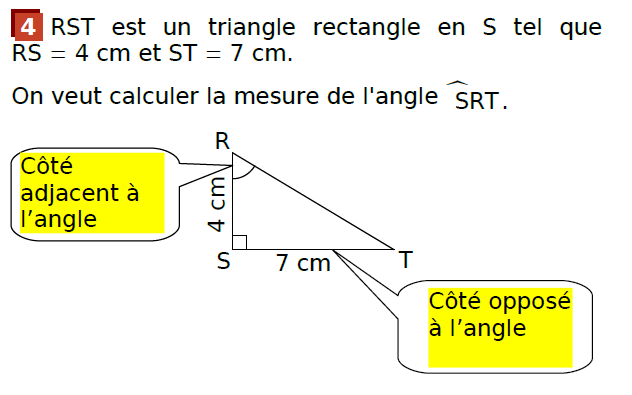 4 RST est un triangle rectangle en S tel que
RS = 4 cm et ST = 7 cm.
On veut calculer la mesure de l'angle SRT.
R
Côté
adjacent à
l’angle
4 cm
S
7 cm
T
Côté opposé
à l’angle